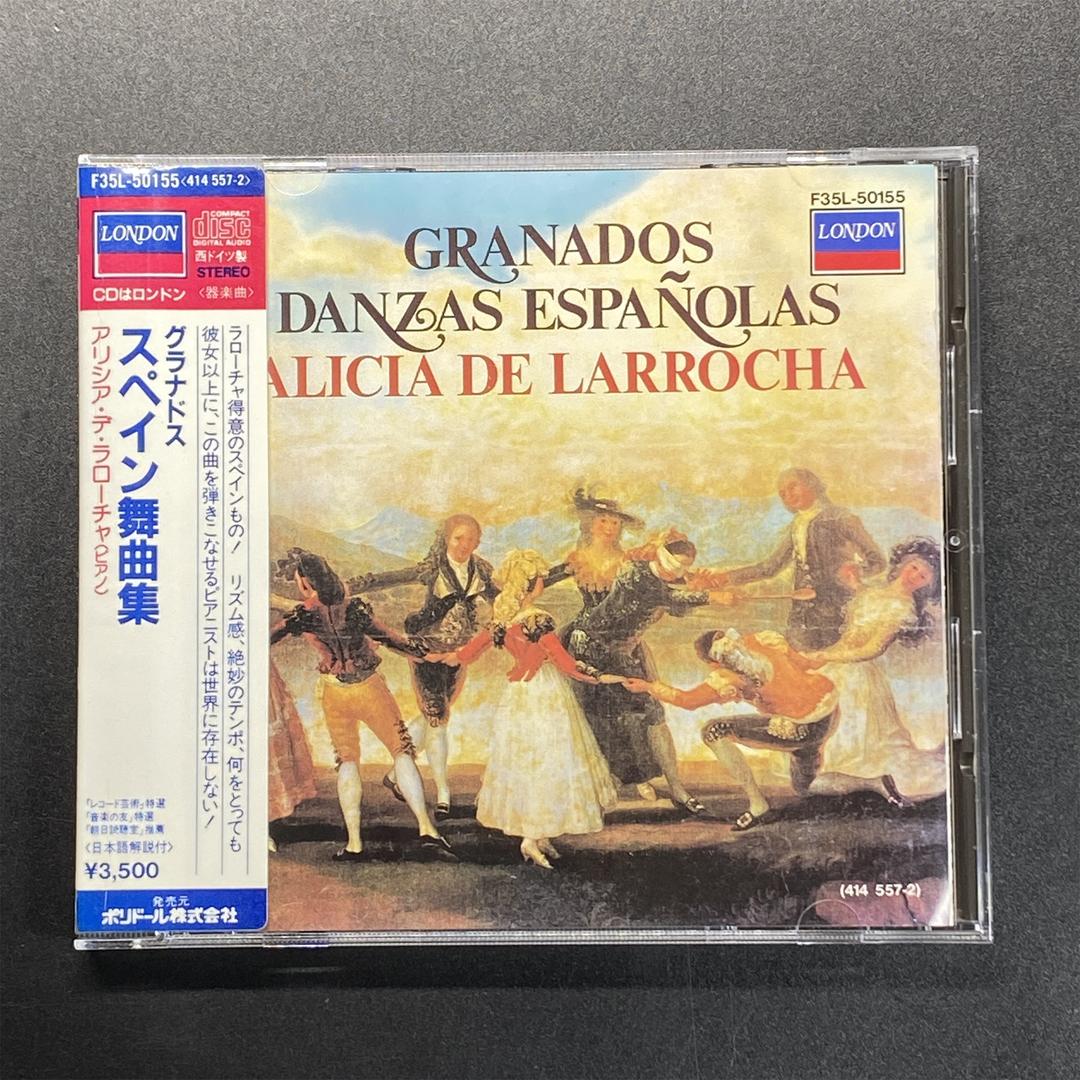 F35L-50155〈414 557-2〉
LONDON
COMPACT
disc
DIGITAL AUDIO
西ドイツ製
STEREO
CDはロンドン 〈器楽曲〉
ラローチャ得意のスペインもの! リズム感、絶妙のテンポ、何をとっても
彼女以上に、この曲を弾きこなせるピアニストは世界に存在しない!
グラナドス
スペイン舞曲集
アリシア・デ・ラローチャ〈ピアノ〉
「レコード芸術」特選
「音楽の友」特選
「朝日試聴室」推薦
〈日本語解説付〉
¥3,500
発売元
ポリドール株式会社
F35L-50155
LONDON
GRANADOS
DANZAS ESPAÑOLAS
ALICIA DE LARROCHA
(414 557-2)